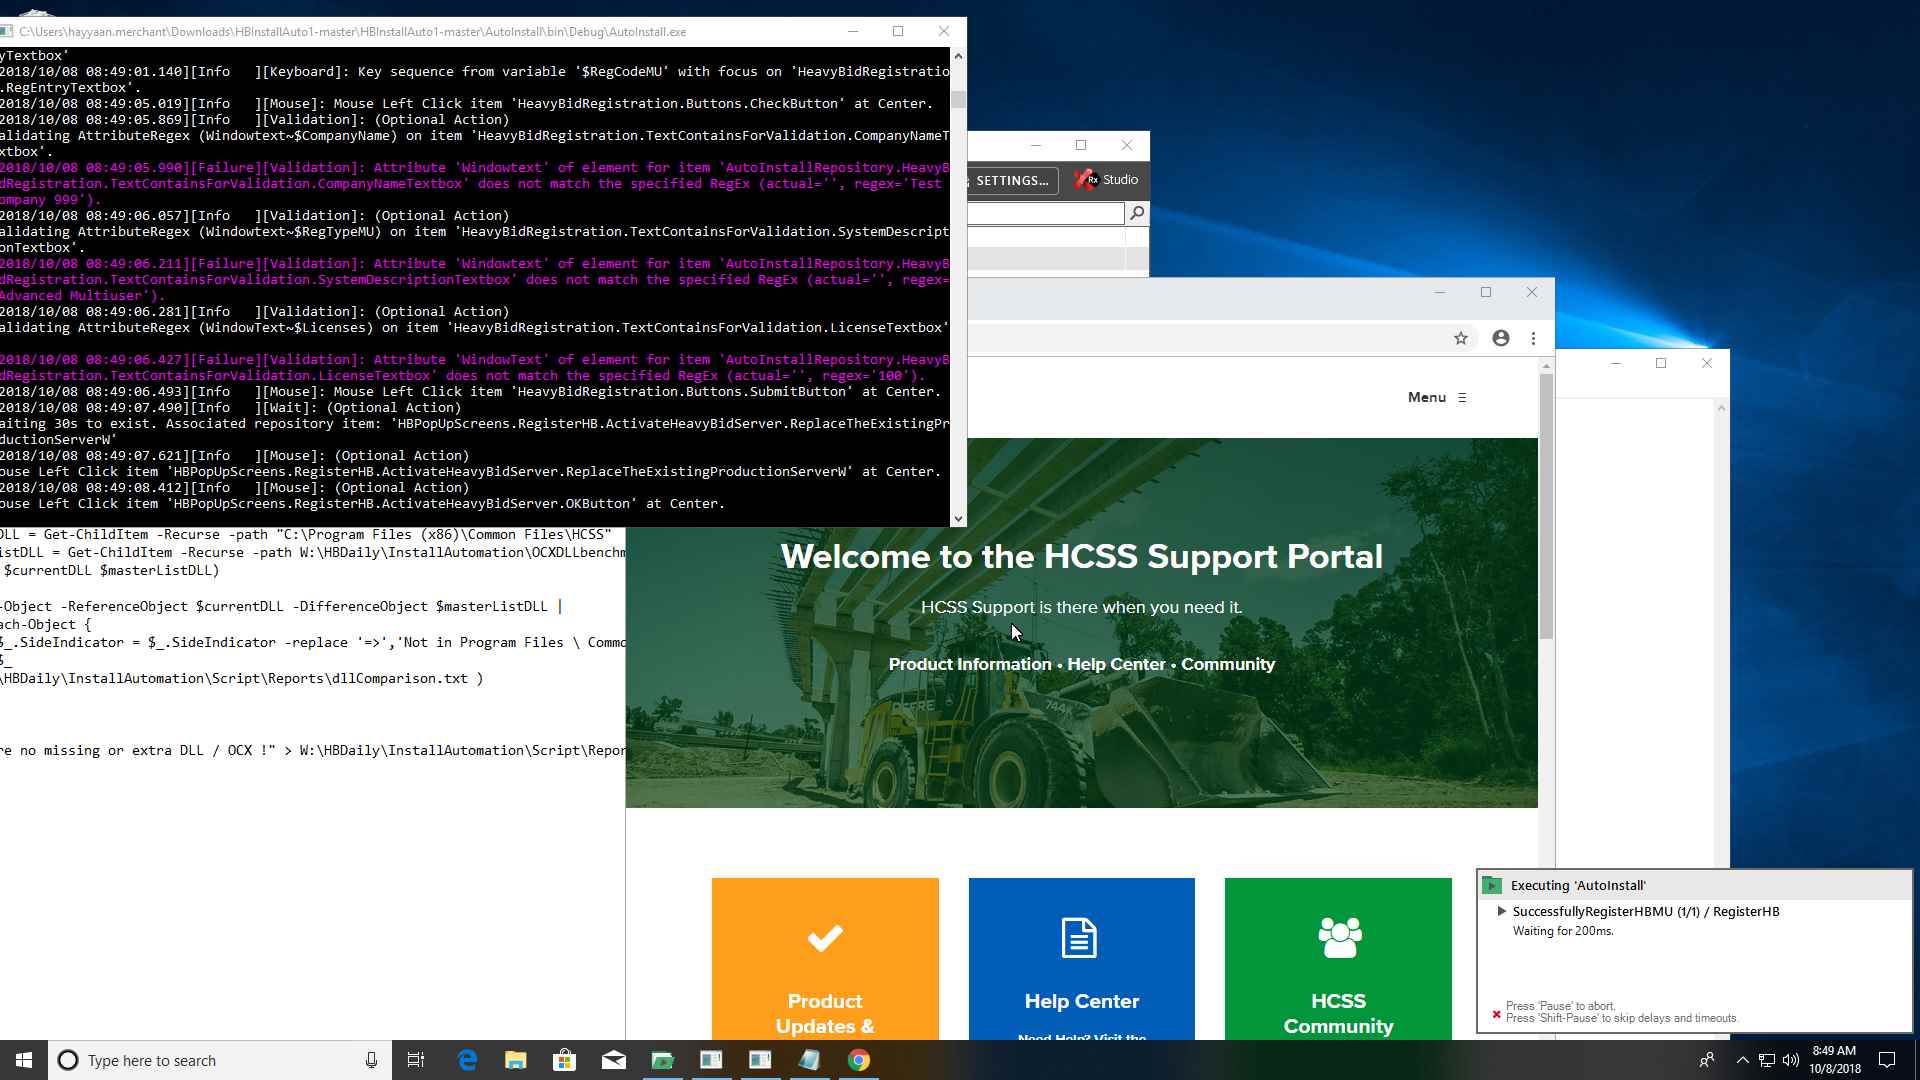 C:\Users\hayyaan.merchant\Downloads\HBInstallAuto1-master\HBInstallAuto1-master\AutoInstall\bin\Debug\AutoInstall.exe
yTextbox'
2018/10/08 08:49:01.140][Info   ][Keyboard]: Key sequence from variable '$RegCodeMU' with focus on 'HeavyBidRegistratio
.RegEntryTextbox'.
2018/10/08 08:49:05.019][Info   ][Mouse]: Mouse Left Click item 'HeavyBidRegistration.Buttons.CheckButton' at Center.
2018/10/08 08:49:05.869][Info   ][Validation]: (Optional Action)
alidating AttributeRegex (Windowtext~$CompanyName) on item 'HeavyBidRegistration.TextContainsForValidation.CompanyNameT
xtbox'.
2018/10/08 08:49:05.990][Failure][Validation]: Attribute 'Windowtext' of element for item 'AutoInstallRepository.HeavyB
dRegistration.TextContainsForValidation.CompanyNameTextbox' does not match the specified RegEx (actual='', regex='Test
ompany 999').
2018/10/08 08:49:06.057][Info   ][Validation]: (Optional Action)
alidating AttributeRegex (Windowtext~$RegTypeMU) on item 'HeavyBidRegistration.TextContainsForValidation.SystemDescript
onTextbox'.
2018/10/08 08:49:06.211][Failure][Validation]: Attribute 'Windowtext' of element for item 'AutoInstallRepository.HeavyB
dRegistration.TextContainsForValidation.SystemDescriptionTextbox' does not match the specified RegEx (actual='', regex=
Advanced Multiuser').
2018/10/08 08:49:06.281][Info   ][Validation]: (Optional Action)
alidating AttributeRegex (WindowText~$Licenses) on item 'HeavyBidRegistration.TextContainsForValidation.LicenseTextbox'
2018/10/08 08:49:06.427][Failure][Validation]: Attribute 'WindowText' of element for item 'AutoInstallRepository.HeavyB
dRegistration.TextContainsForValidation.LicenseTextbox' does not match the specified RegEx (actual='', regex='100').
2018/10/08 08:49:06.493][Info   ][Mouse]: Mouse Left Click item 'HeavyBidRegistration.Buttons.SubmitButton' at Center.
2018/10/08 08:49:07.490][Info   ][Wait]: (Optional Action)
aiting 30s to exist. Associated repository item: 'HBPopUpScreens.RegisterHB.ActivateHeavyBidServer.ReplaceTheExistingPr
ductionServerW'
2018/10/08 08:49:07.621][Info   ][Mouse]: (Optional Action)
ouse Left Click item 'HBPopUpScreens.RegisterHB.ActivateHeavyBidServer.ReplaceTheExistingProductionServerW' at Center.
2018/10/08 08:49:08.412][Info   ][Mouse]: (Optional Action)
ouse Left Click item 'HBPopUpScreens.RegisterHB.ActivateHeavyBidServer.OKButton' at Center.
SETTINGS...
Rx Studio
Menu
DLL = Get-ChildItem -Recurse -path "C:\Program Files (x86)\Common Files\HCSS"
istDLL = Get-ChildItem -Recurse -path W:\HBDaily\InstallAutomation\OCXDLLbenchm
$currentDLL $masterListDLL)
-Object -ReferenceObject $currentDLL -DifferenceObject $masterListDLL |
ach-Object {
$_.SideIndicator = $_.SideIndicator -replace '=>','Not in Program Files \ Commo
$_
\HBDaily\InstallAutomation\Script\Reports\dllComparison.txt )
re no missing or extra DLL / OCX !" > W:\HBDaily\InstallAutomation\Script\Repor
Welcome to the HCSS Support Portal
HCSS Support is there when you need it.
Product Information • Help Center • Community
DEERE
744K
Product
Updates &
Help Center
Need Help? Visit the
HCSS
Community
Executing 'AutoInstall'
SuccessfullyRegisterHBMU (1/1) / RegisterHB
Waiting for 200ms.
Press 'Pause' to abort.
Press 'Shift-Pause' to skip delays and timeouts.
Type here to search
8:49 AM
10/8/2018